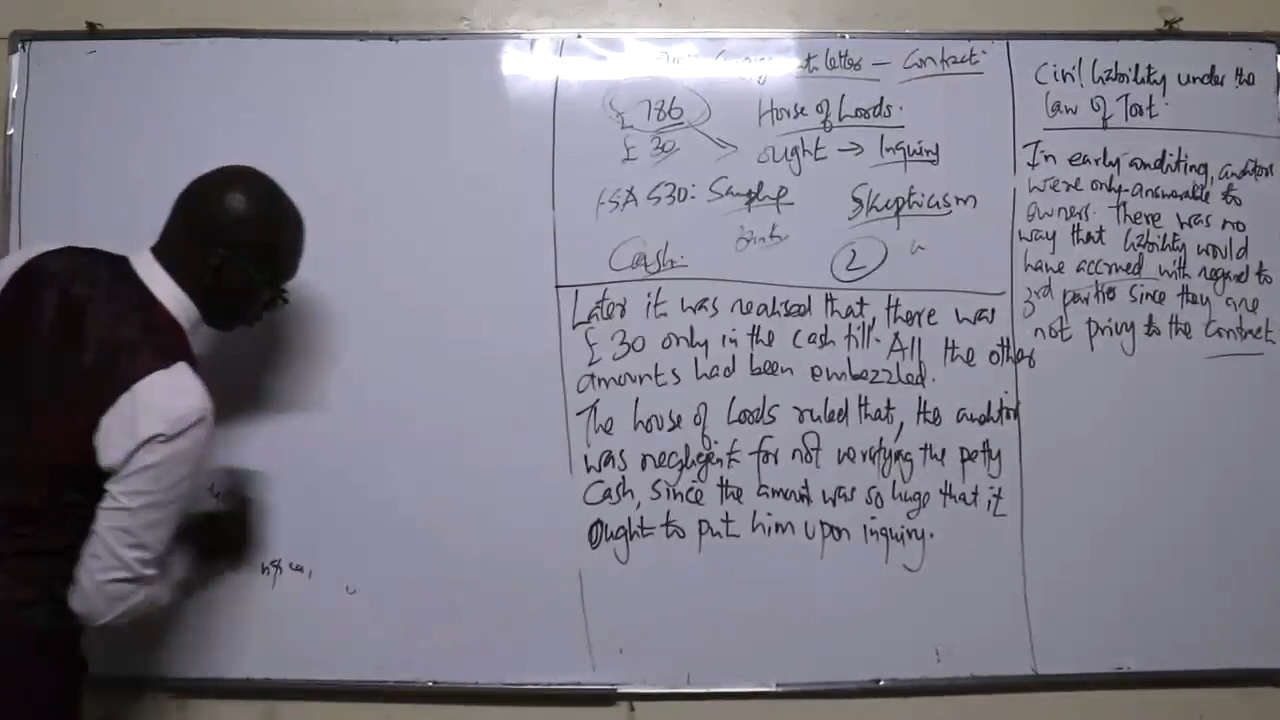 letter – Contract
£ 786 House of Lords.
£ 30 ought → Inquiry
ISA 530: Sample Skepticism
Cash. 2
Later it was realised that, there was
£ 30 only in the cash till. All the other
amounts had been embezzled.
The house of Lords ruled that, the auditor
was negligent for not verifying the petty
Cash, since the amount was so huge that it
Ought to put him upon inquiry.
Civil liability under the
law of Tort.
In early auditing, auditors
were only answerable to
owners. There was no
way that liability would
have accrued with regard to
3rd parties since they are
not privy to the contract